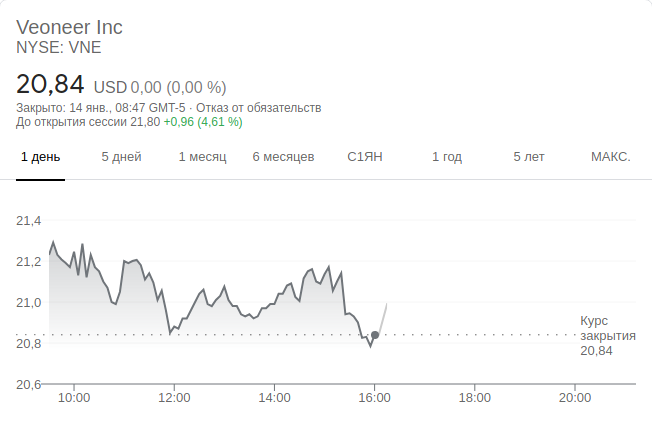 Veoneer Inc
NYSE: VNE
20,84 USD 0,00 (0,00 %)
Закрыто: 14 янв., 08:47 GMT-5 · Отказ от обязательств
До открытия сессии 21,80 +0,96 (4,61 %)
1 день 5 дней 1 месяц 6 месяцев С1ЯН 1 год 5 лет МАКС.
21,4
21,2
21,0
20,8
20,6
Курс
закрытия
20,84
10:00 12:00 14:00 16:00 18:00 20:00